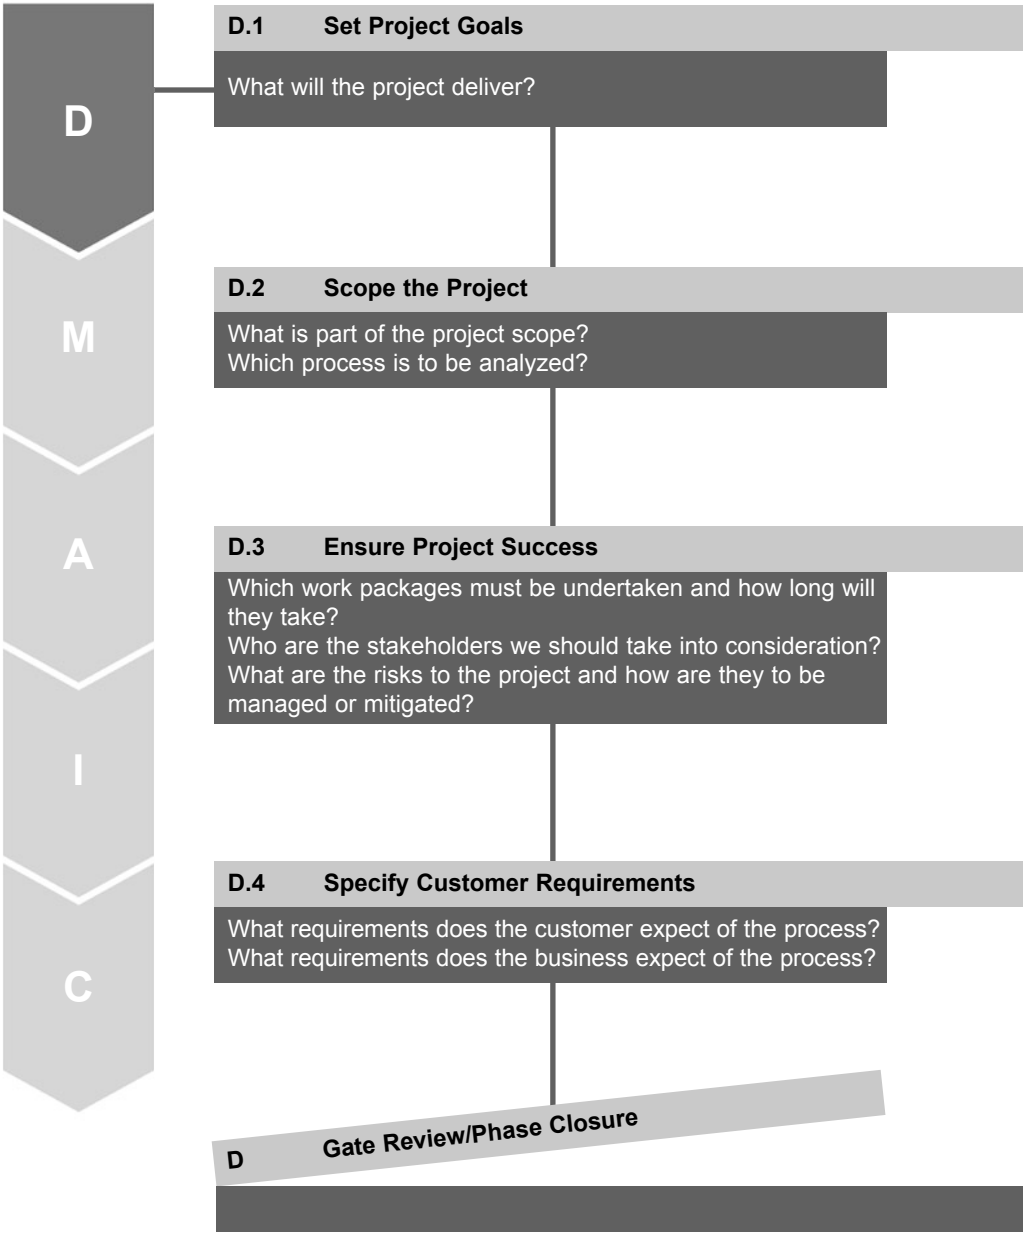 D
M
A
I
C
D.1 Set Project Goals
What will the project deliver?
D.2 Scope the Project
What is part of the project scope?
Which process is to be analyzed?
D.3 Ensure Project Success
Which work packages must be undertaken and how long will
they take?
Who are the stakeholders we should take into consideration?
What are the risks to the project and how are they to be
managed or mitigated?
D.4 Specify Customer Requirements
What requirements does the customer expect of the process?
What requirements does the business expect of the process?
D Gate Review/Phase Closure